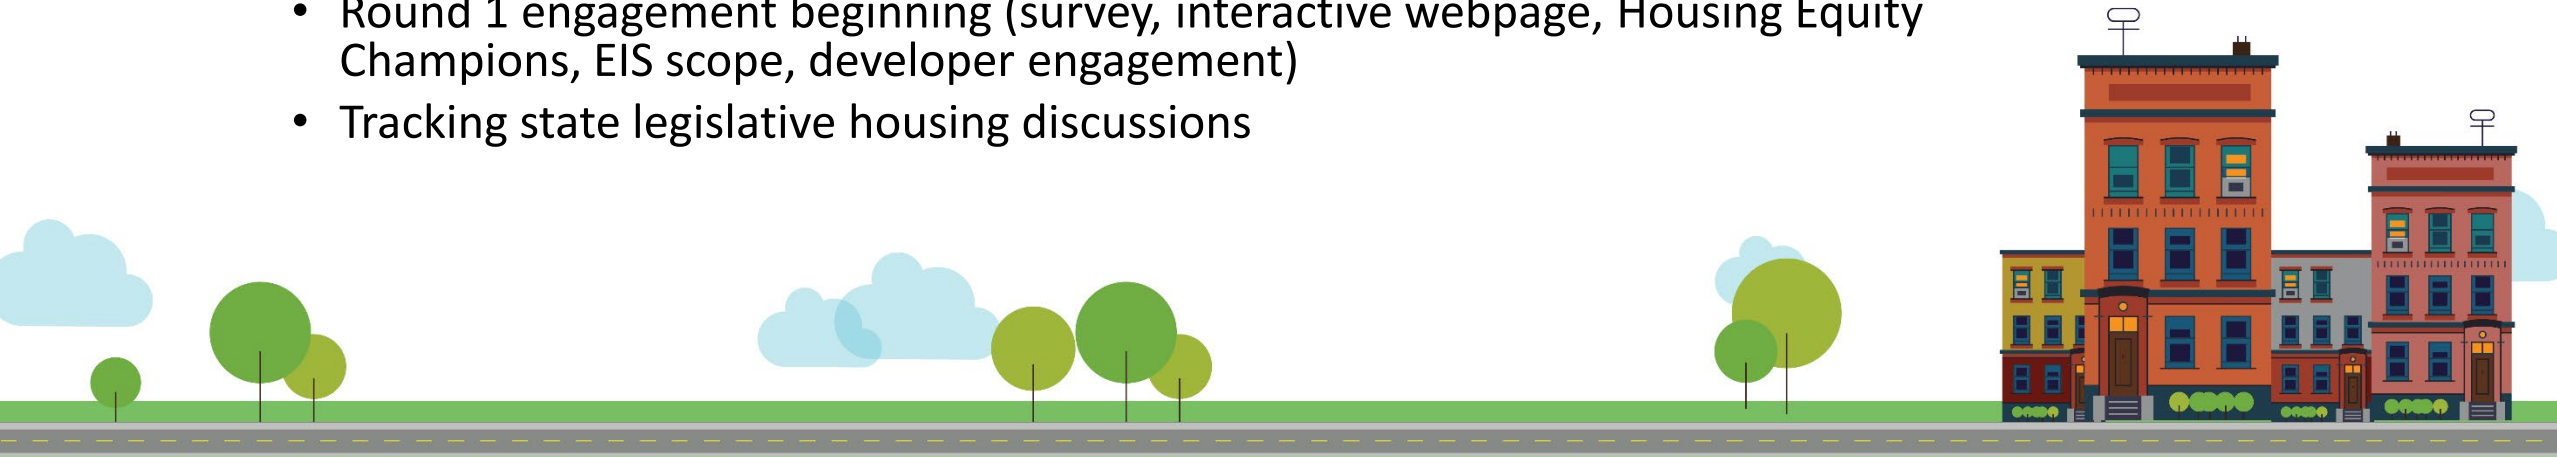 • Round 1 engagement beginning (survey, interactive webpage, Housing Equity
Champions, EIS scope, developer engagement)
• Tracking state legislative housing discussions